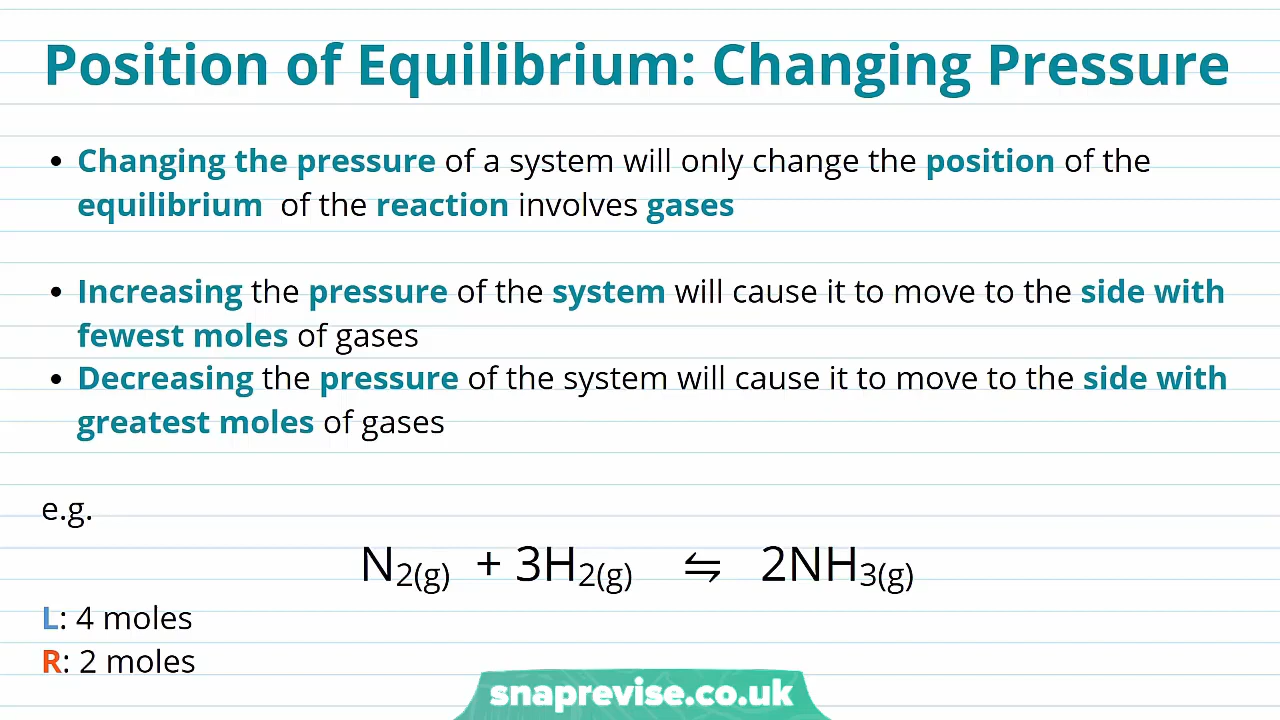 Position of Equilibrium: Changing Pressure
• Changing the pressure of a system will only change the position of the
equilibrium of the reaction involves gases
• Increasing the pressure of the system will cause it to move to the side with
fewest moles of gases
• Decreasing the pressure of the system will cause it to move to the side with
greatest moles of gases
e.g.
N₂(g) + 3H₂(g) ⇋ 2NH₃(g)
L: 4 moles
R: 2 moles
snaprevise.co.uk